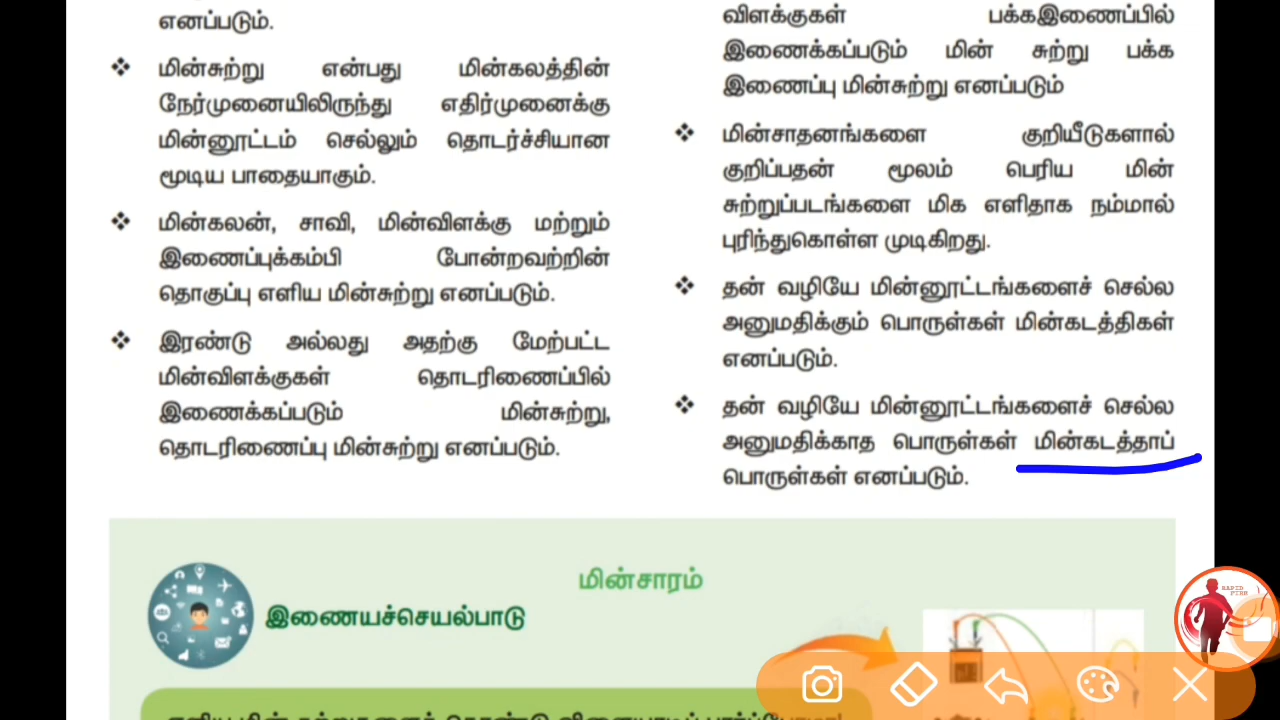 எனப்படும்.
❖ மின்சுற்று என்பது மின்கலத்தின்
நேர்முனையிலிருந்து எதிர்முனைக்கு
மின்னூட்டம் செல்லும் தொடர்ச்சியான
மூடிய பாதையாகும்.
❖ மின்கலன், சாவி, மின்விளக்கு மற்றும்
இணைப்புக்கம்பி போன்றவற்றின்
தொகுப்பு எளிய மின்சுற்று எனப்படும்.
❖ இரண்டு அல்லது அதற்கு மேற்பட்ட
மின்விளக்குகள் தொடரிணைப்பில்
இணைக்கப்படும் மின்சுற்று,
தொடரிணைப்பு மின்சுற்று எனப்படும்.
விளக்குகள் பக்கஇணைப்பில்
இணைக்கப்படும் மின் சுற்று பக்க
இணைப்பு மின்சுற்று எனப்படும்
❖ மின்சாதனங்களை குறியீடுகளால்
குறிப்பதன் மூலம் பெரிய மின்
சுற்றுப்படங்களை மிக எளிதாக நம்மால்
புரிந்துகொள்ள முடிகிறது.
❖ தன் வழியே மின்னூட்டங்களைச் செல்ல
அனுமதிக்கும் பொருள்கள் மின்கடத்திகள்
எனப்படும்.
❖ தன் வழியே மின்னூட்டங்களைச் செல்ல
அனுமதிக்காத பொருள்கள் மின்கடத்தாப்
பொருள்கள் எனப்படும்.
மின்சாரம்
இணையச்செயல்பாடு
RAPID
FIRE